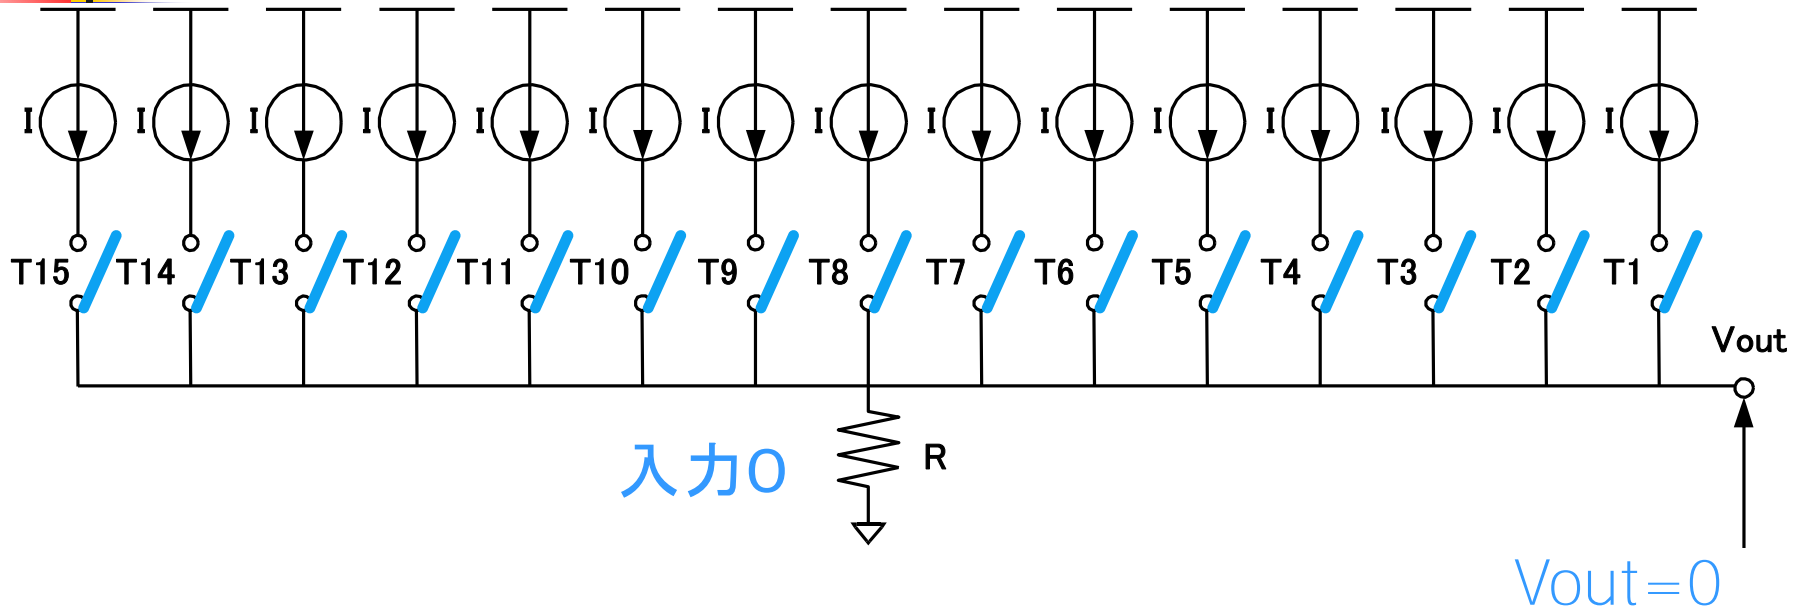 I I I I I I I I I I I I I I I
T15 T14 T13 T12 T11 T10 T9 T8 T7 T6 T5 T4 T3 T2 T1
Vout
入力0
R
Vout=0